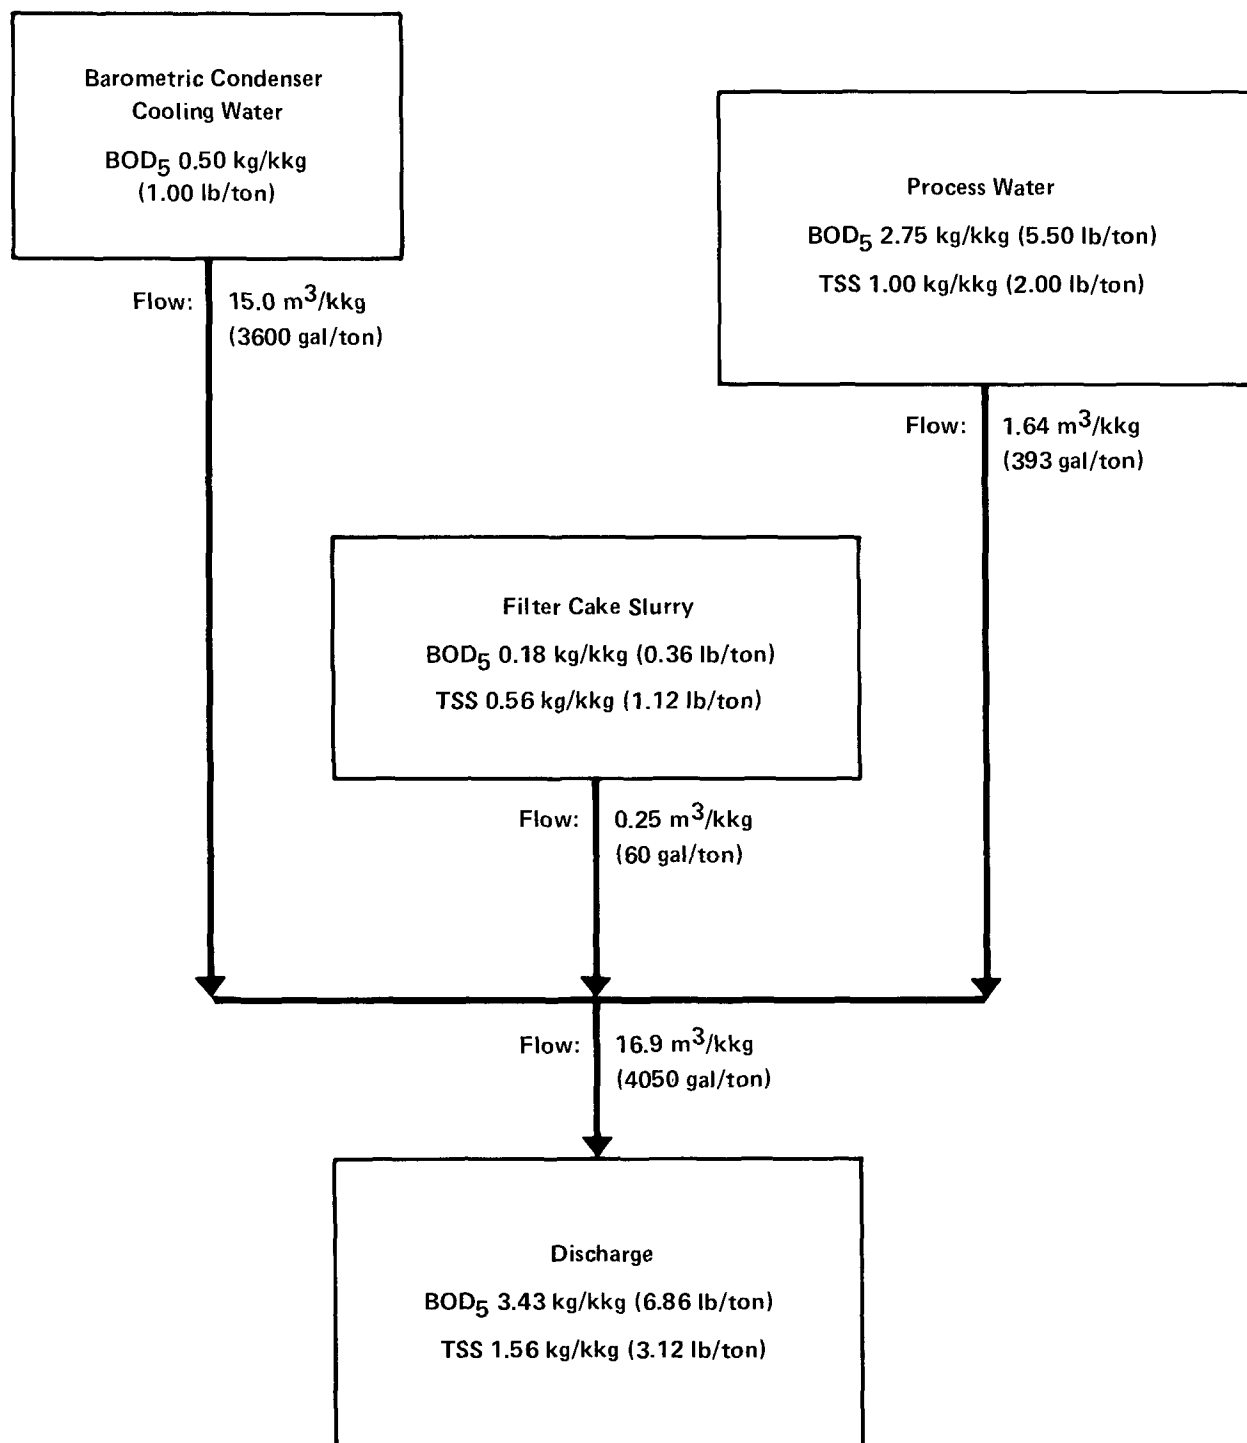 Barometric Condenser
Cooling Water
BOD5 0.50 kg/kkg
(1.00 lb/ton)
Flow: 15.0 m3/kkg
(3600 gal/ton)
Process Water
BOD5 2.75 kg/kkg (5.50 lb/ton)
TSS 1.00 kg/kkg (2.00 lb/ton)
Flow: 1.64 m3/kkg
(393 gal/ton)
Filter Cake Slurry
BOD5 0.18 kg/kkg (0.36 lb/ton)
TSS 0.56 kg/kkg (1.12 lb/ton)
Flow: 0.25 m3/kkg
(60 gal/ton)
Flow: 16.9 m3/kkg
(4050 gal/ton)
Discharge
BOD5 3.43 kg/kkg (6.86 lb/ton)
TSS 1.56 kg/kkg (3.12 lb/ton)